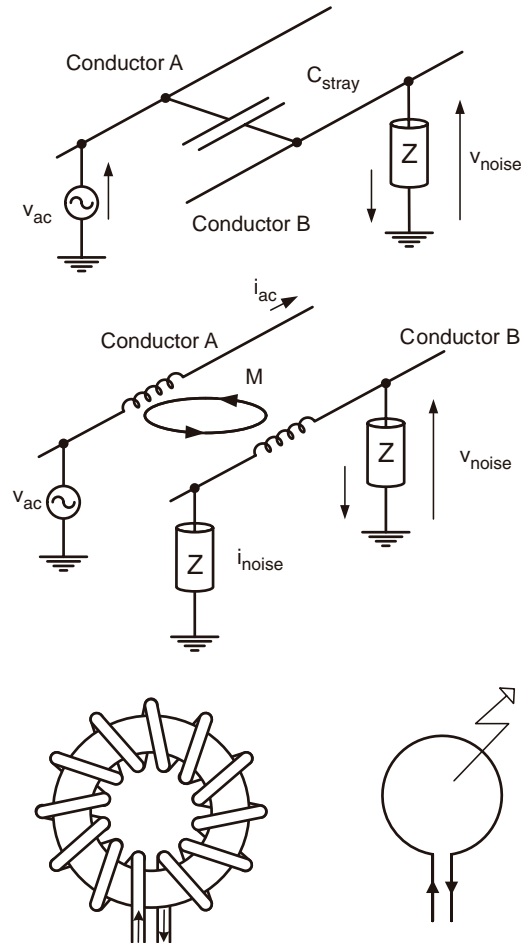 Conductor A
C_stray
Z
v_noise
v_ac
Conductor B
i_ac
Conductor A
Conductor B
M
Z
v_noise
v_ac
Z
i_noise